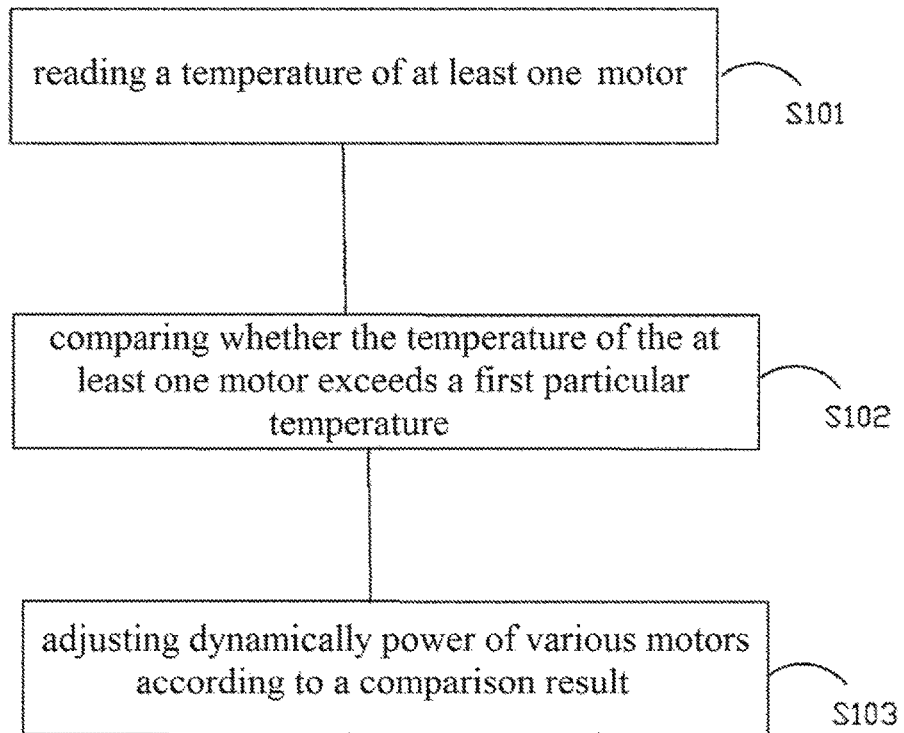 reading a temperature of at least one motor
S101
comparing whether the temperature of the at
least one motor exceeds a first particular
temperature
S102
adjusting dynamically power of various motors
according to a comparison result
S103